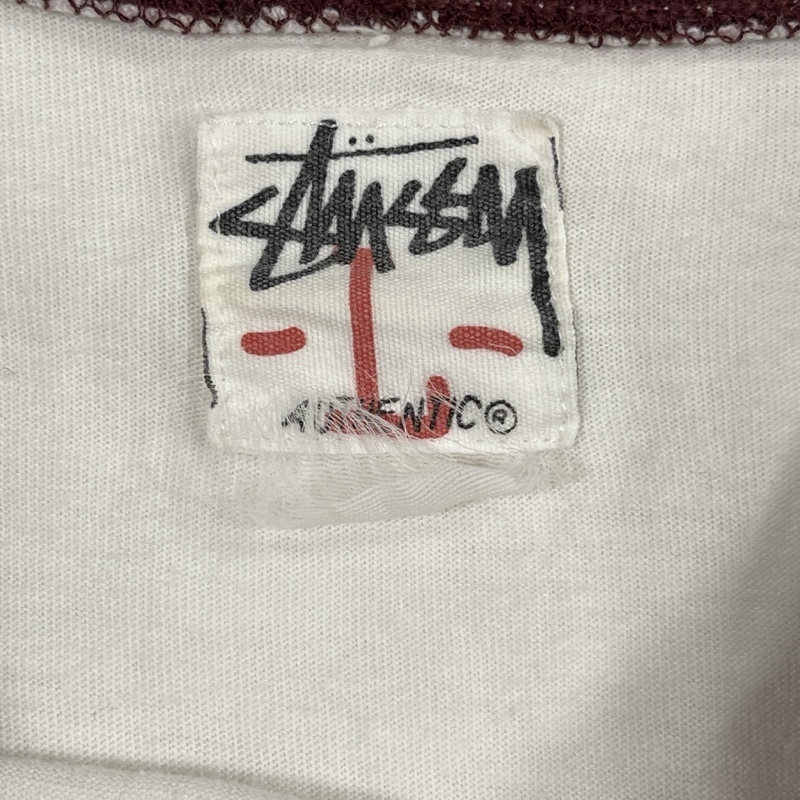 Stüssy
- L -
AUTHENTIC®